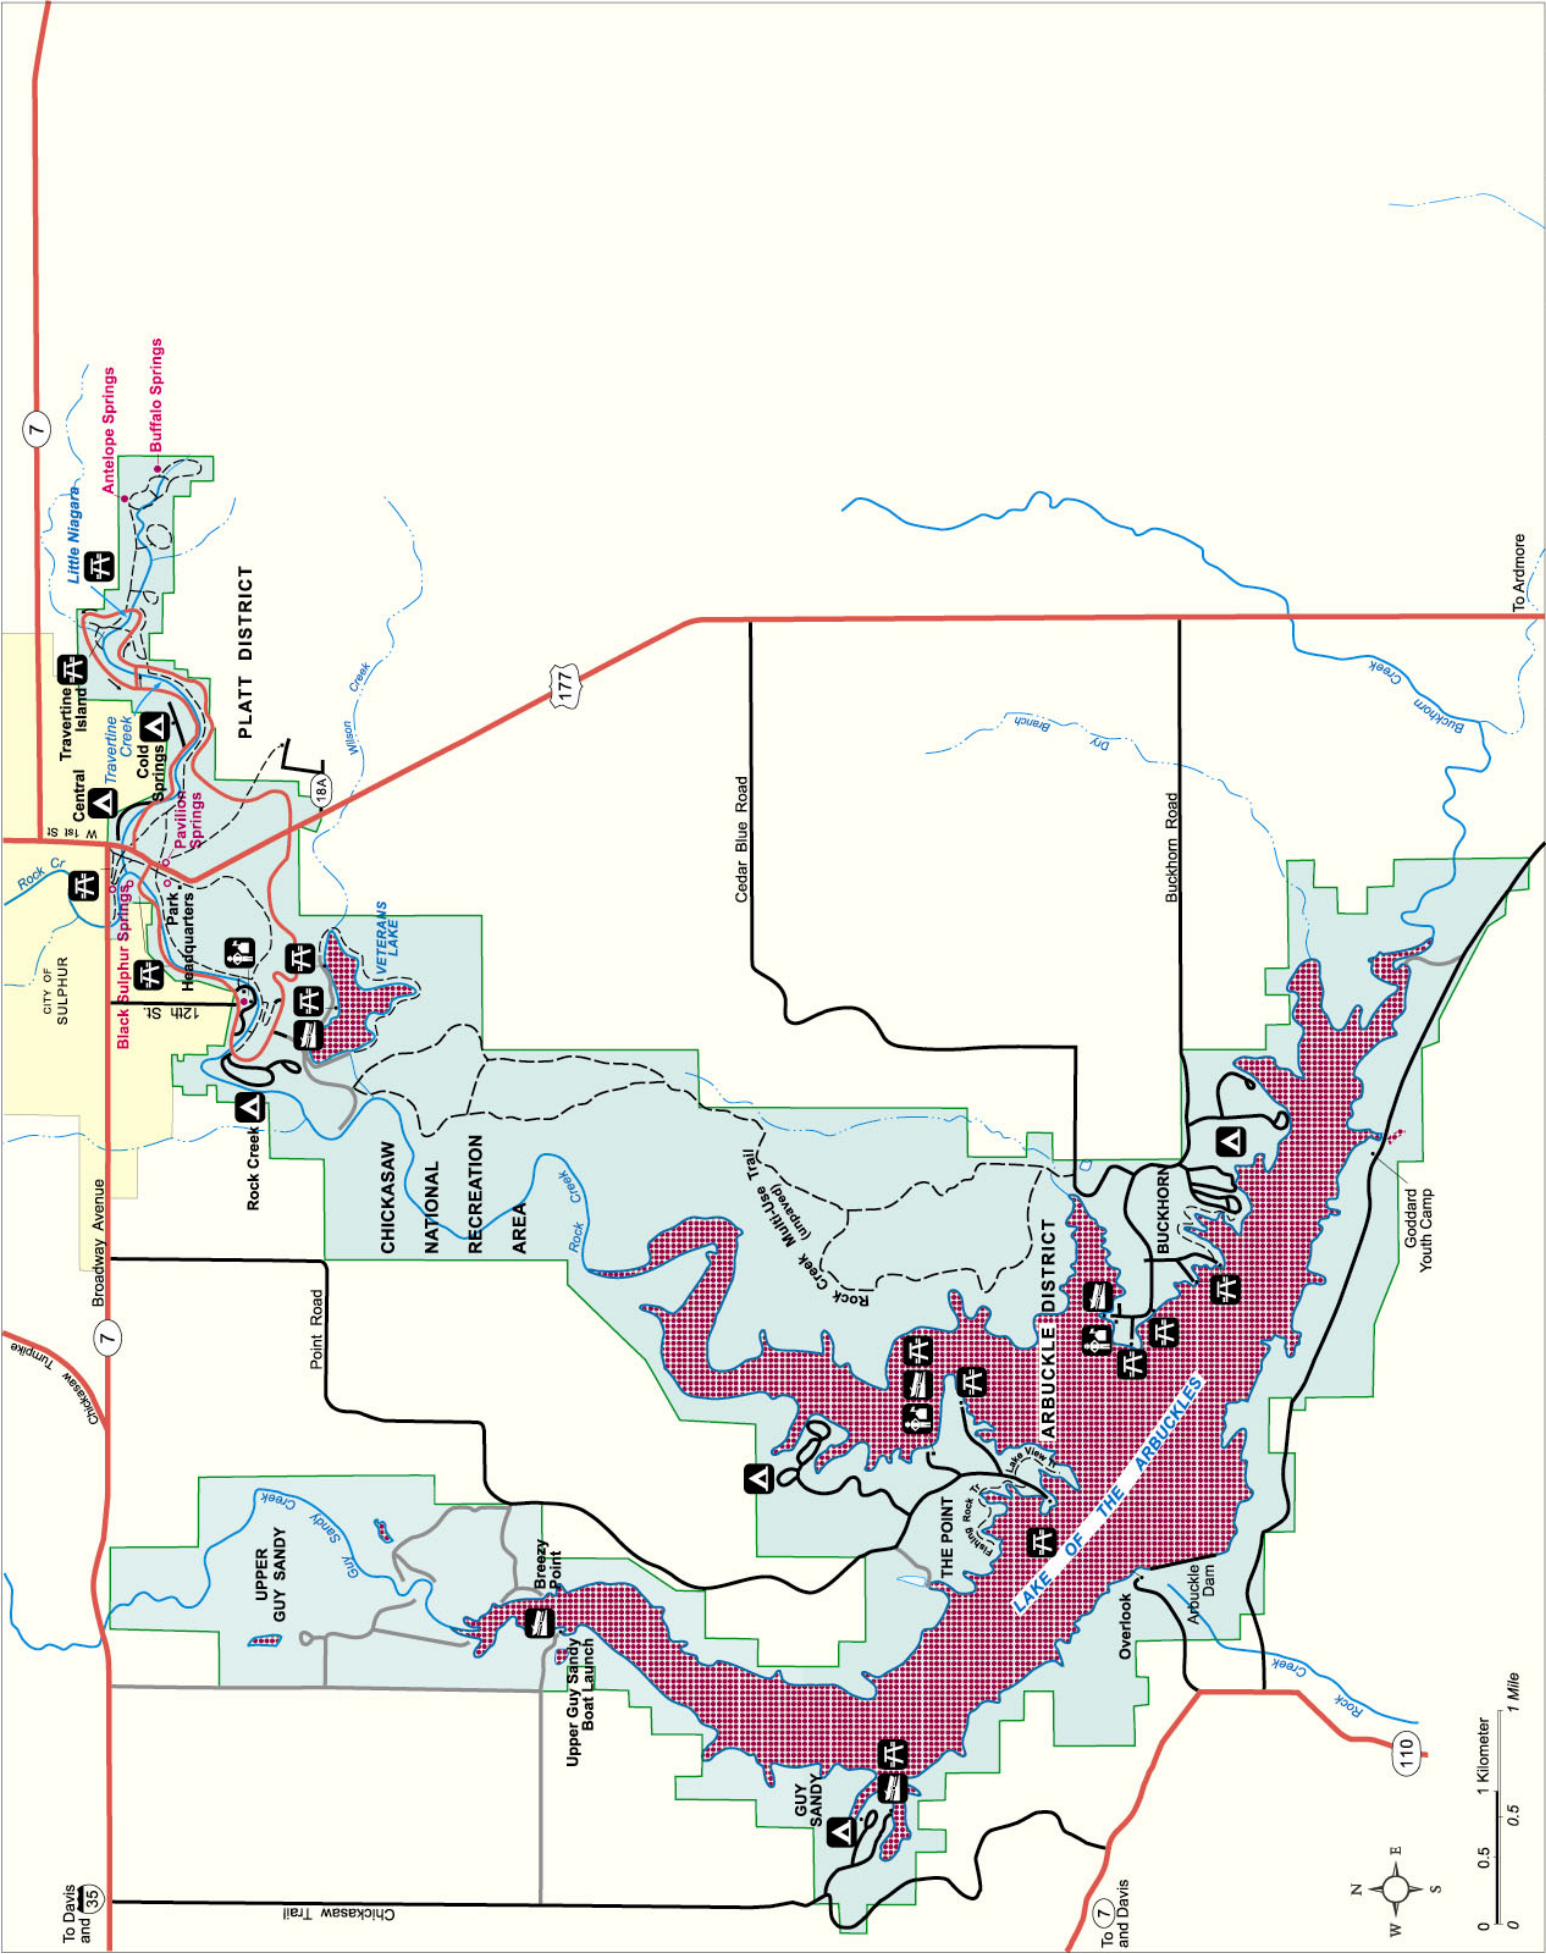 To Davis
and 35
Chickasaw Trail
Chickasaw
Turnpike
7
Broadway Avenue
Point Road
CITY OF
SULPHUR
12th St.
Rock Cr
W 1st St
7
Black Sulphur Springs
Park
Headquarters
Pavilion
Springs
Central
Cold
Springs
Travertine
Creek
Travertine
Island
Little Niagara
Antelope Springs
Buffalo Springs
PLATT DISTRICT
18A
177
Wilson Creek
VETERANS
LAKE
Rock Creek
CHICKASAW
NATIONAL
RECREATION
AREA
Rock Creek
Rock Creek Multi-Use Trail
(unpaved)
UPPER
GUY SANDY
Guy Sandy Creek
Breezy
Point
Upper Guy Sandy
Boat Launch
GUY
SANDY
THE POINT
Fishing Rock Tr
Lake View Tr
ARBUCKLE DISTRICT
LAKE OF THE ARBUCKLES
BUCKHORN
Cedar Blue Road
Buckhorn Road
Dry Branch
Buckhorn Creek
To Ardmore
Goddard
Youth Camp
Overlook
Arbuckle
Dam
Rock Creek
110
To 7
and Davis
N
W E
S
0 0.5 1 Kilometer
0 0.5 1 Mile